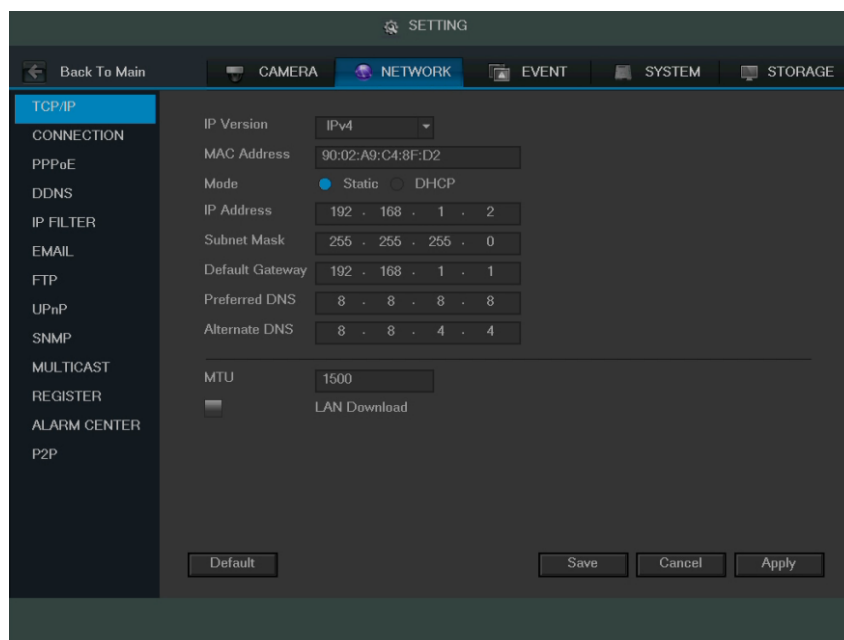 SETTING
Back To Main CAMERA NETWORK EVENT SYSTEM STORAGE
TCP/IP
CONNECTION
PPPoE
DDNS
IP FILTER
EMAIL
FTP
UPnP
SNMP
MULTICAST
REGISTER
ALARM CENTER
P2P
IP Version IPv4
MAC Address 90:02:A9:C4:8F:D2
Mode Static DHCP
IP Address 192 . 168 . 1 . 2
Subnet Mask 255 . 255 . 255 . 0
Default Gateway 192 . 168 . 1 . 1
Preferred DNS 8 . 8 . 8 . 8
Alternate DNS 8 . 8 . 4 . 4
MTU 1500
LAN Download
Default Save Cancel Apply